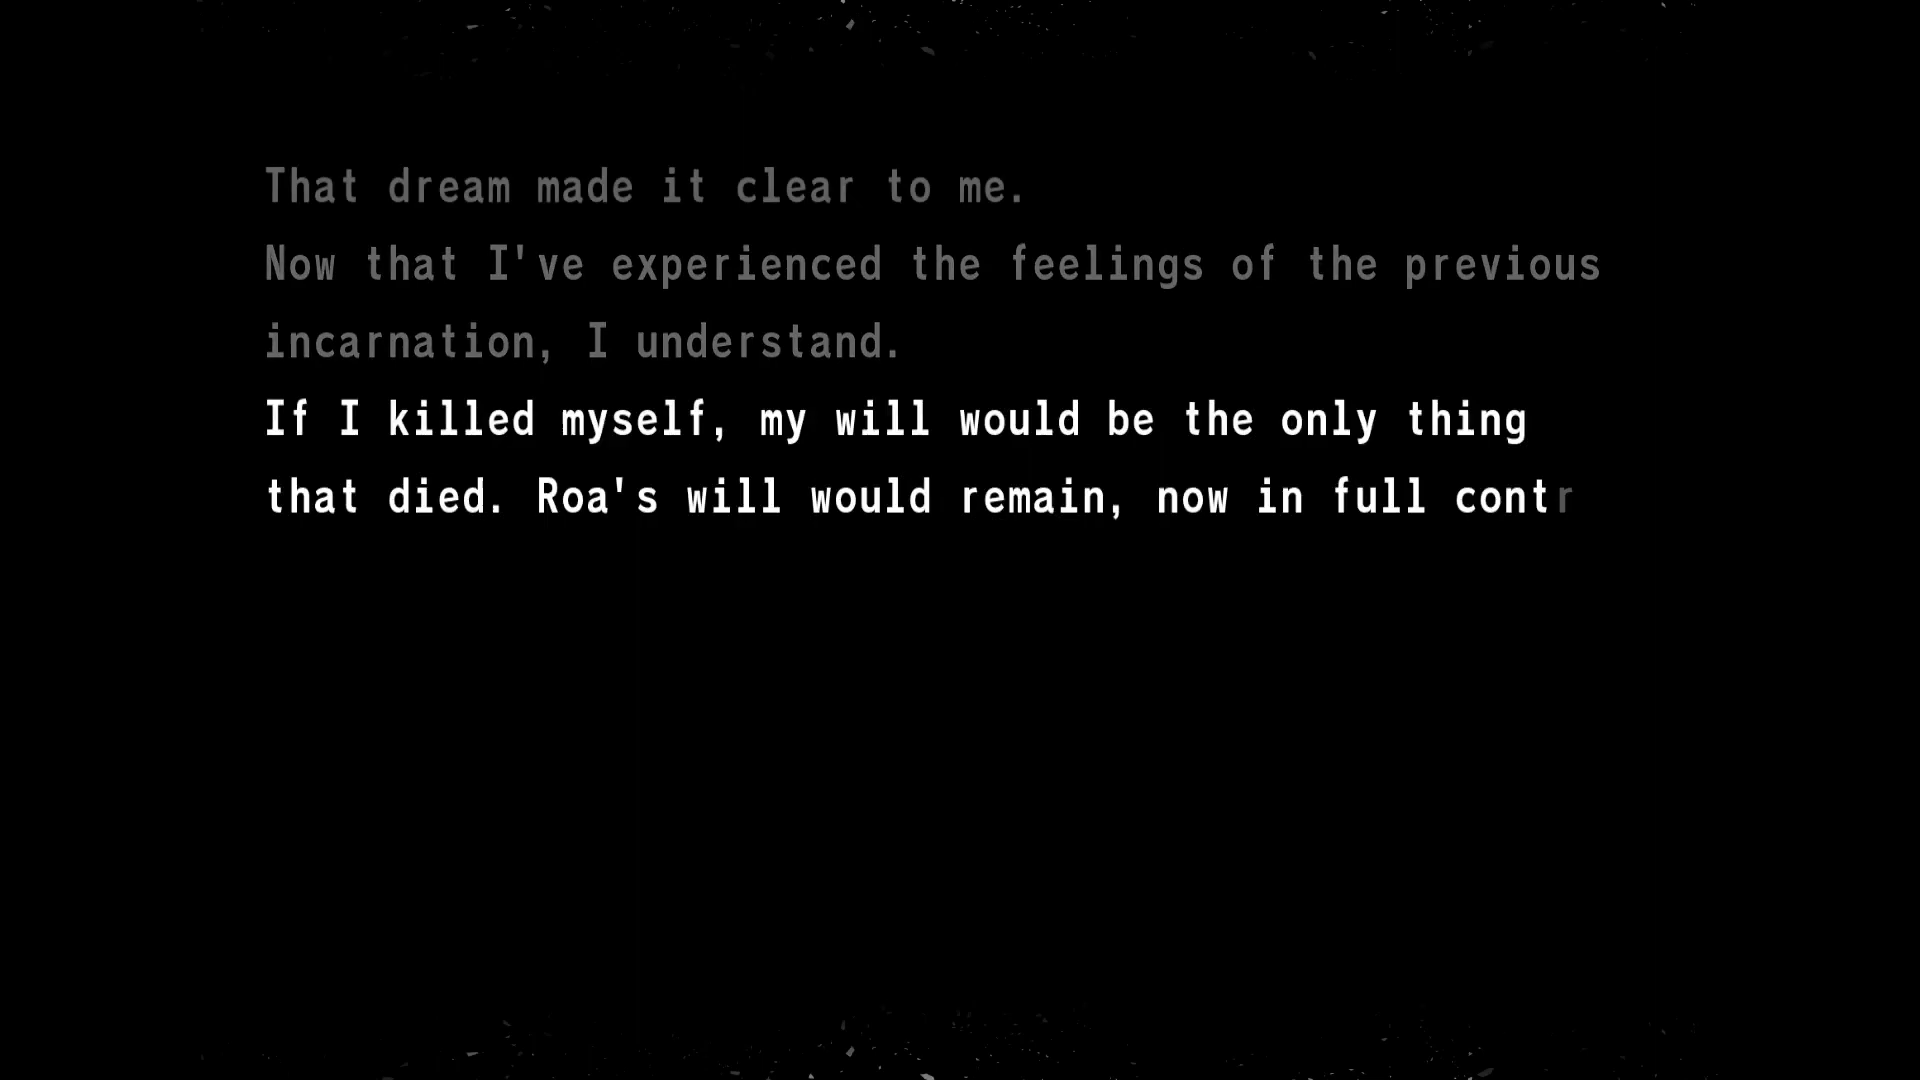 That dream made it clear to me.
Now that I've experienced the feelings of the previous
incarnation, I understand.
If I killed myself, my will would be the only thing
that died. Roa's will would remain, now in full contr